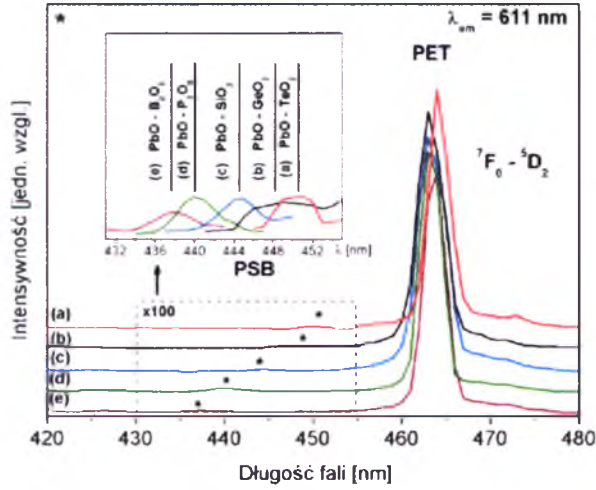 *
λem = 611 nm
PET
7F0 - 5D2
(e) PbO - B2O3
(d) PbO - P2O5
(c) PbO - SiO2
(b) PbO - GeO2
(a) PbO - TeO2
432 436 440 444 448 452 λ [nm]
PSB
x100
(a) *
(b) *
(c) *
(d) *
(e) *
Intensywność [jedn. wzgl.]
420 430 440 450 460 470 480
Długość fali [nm]